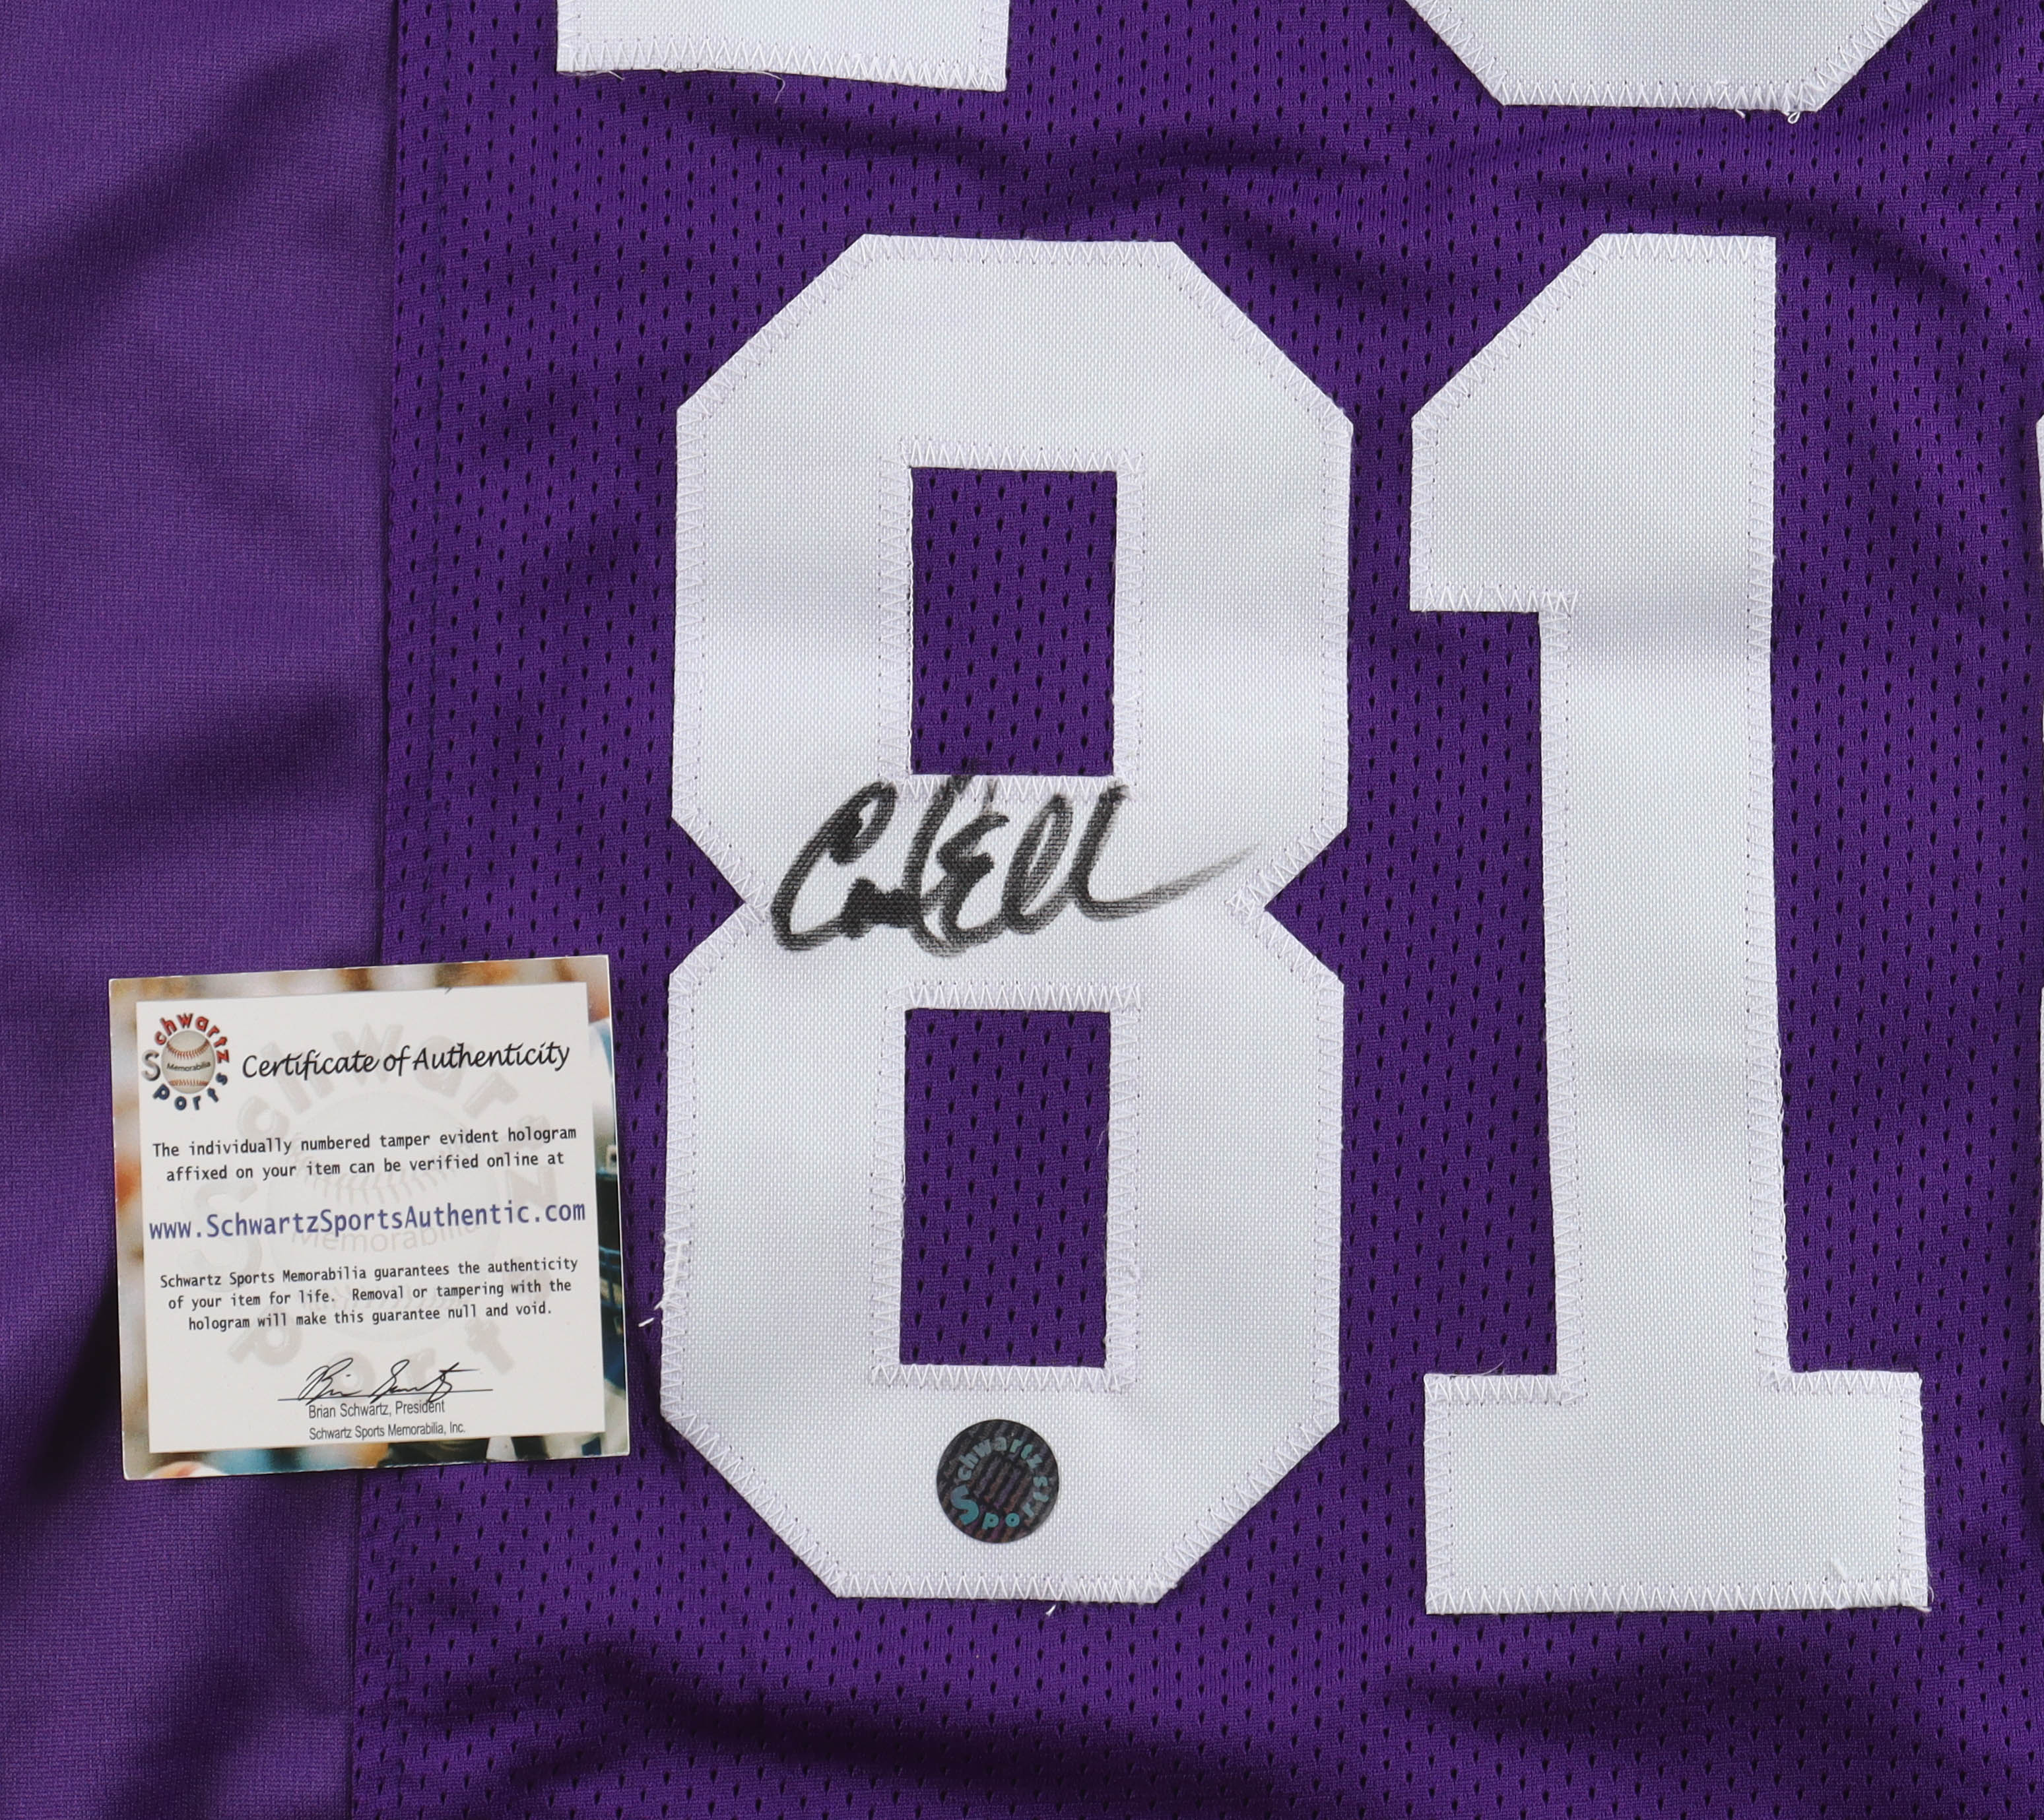 81
Schwartz
Sports
Memorabilia
Certificate of Authenticity
The individually numbered tamper evident hologram
affixed on your item can be verified online at
www.SchwartzSportsAuthentic.com
Schwartz Sports Memorabilia guarantees the authenticity
of your item for life. Removal or tampering with the
hologram will make this guarantee null and void.
Brian Schwartz, President
Schwartz Sports Memorabilia, Inc.
Schwartz
Sports